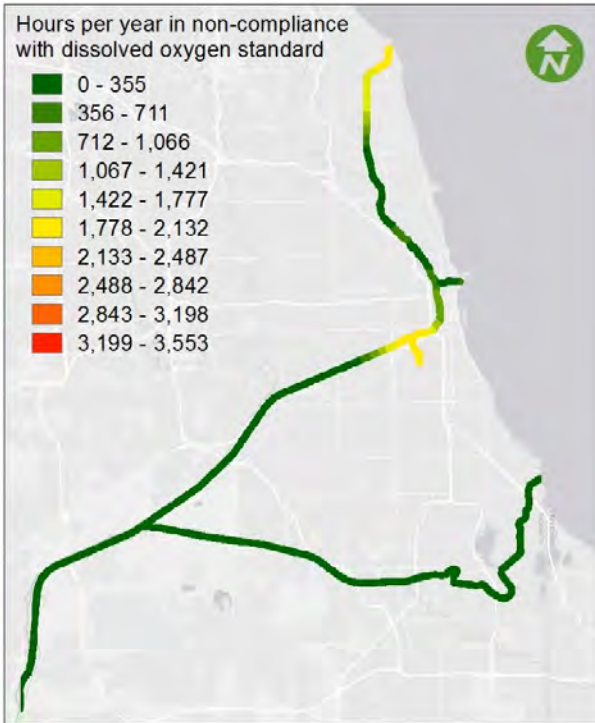 Hours per year in non-compliance
with dissolved oxygen standard
N
0 - 355
356 - 711
712 - 1,066
1,067 - 1,421
1,422 - 1,777
1,778 - 2,132
2,133 - 2,487
2,488 - 2,842
2,843 - 3,198
3,199 - 3,553